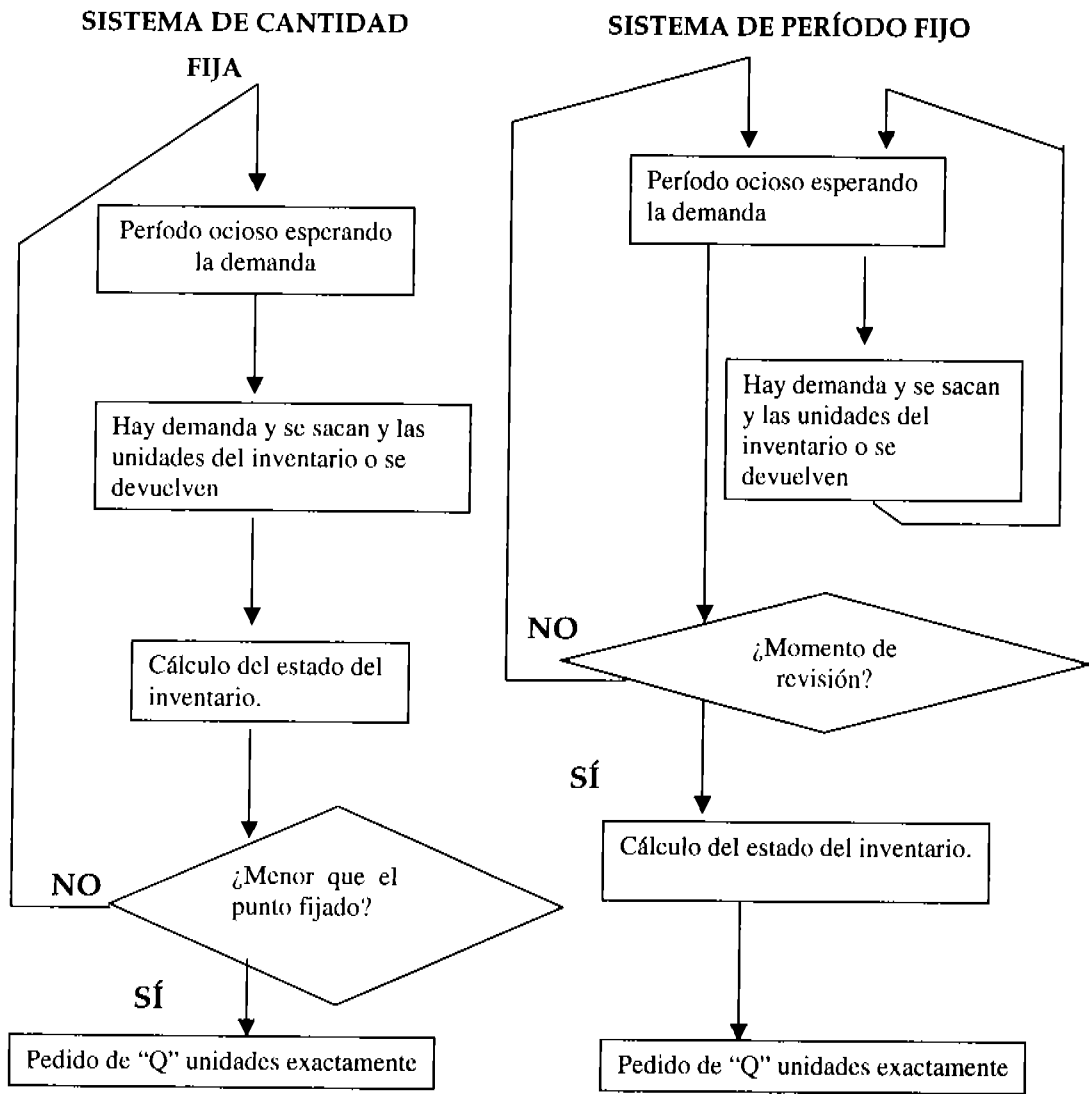 SISTEMA DE CANTIDAD
FIJA
Período ocioso esperando
la demanda
Hay demanda y se sacan y las
unidades del inventario o se
devuelven
Cálculo del estado del
inventario.
NO
¿Menor que el
punto fijado?
SÍ
Pedido de “Q” unidades exactamente
SISTEMA DE PERÍODO FIJO
Período ocioso esperando
la demanda
Hay demanda y se sacan
y las unidades del
inventario o se
devuelven
NO
¿Momento de
revisión?
SÍ
Cálculo del estado del inventario.
Pedido de “Q” unidades exactamente